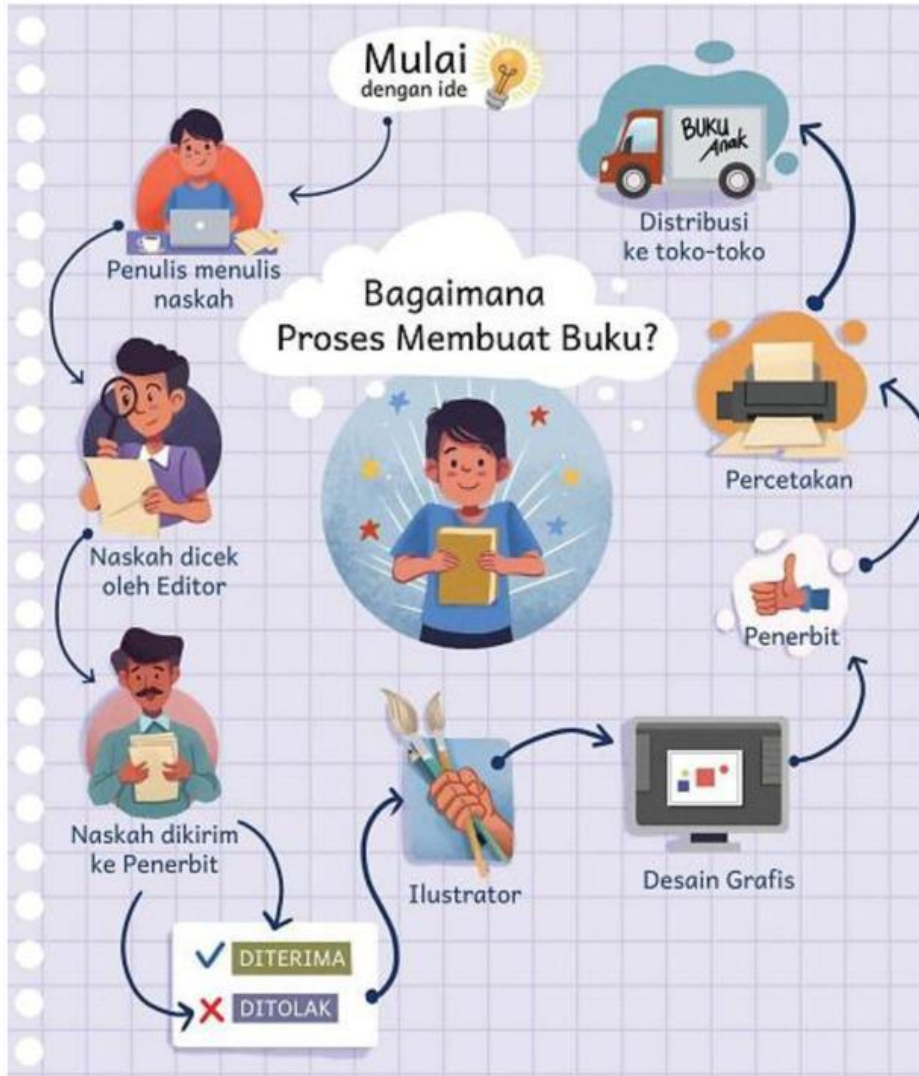 Mulai
dengan ide
Penulis menulis
naskah
Naskah dicek
oleh Editor
Naskah dikirim
ke Penerbit
DITERIMA
DITOLAK
Ilustrator
Desain Grafis
Penerbit
Percetakan
BUKU
Anak
Distribusi
ke toko-toko
Bagaimana
Proses Membuat Buku?